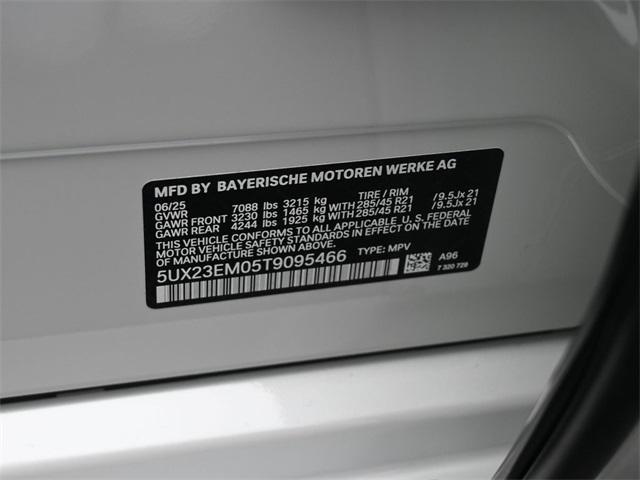 MFD BY BAYERISCHE MOTOREN WERKE AG
06/25 TIRE / RIM
GVWR 7088 lbs 3215 kg
GAWR FRONT 3230 lbs 1465 kg WITH 285/45 R21 /9.5Jx 21
GAWR REAR 4244 lbs 1925 kg WITH 285/45 R21 /9.5Jx 21
THIS VEHICLE CONFORMS TO ALL APPLICABLE U.S. FEDERAL
MOTOR VEHICLE SAFETY STANDARDS IN EFFECT ON THE DATE
OF MANUFACTURE SHOWN ABOVE.
5UX23EM05T9095466 TYPE: MPV
A96
7 320 728